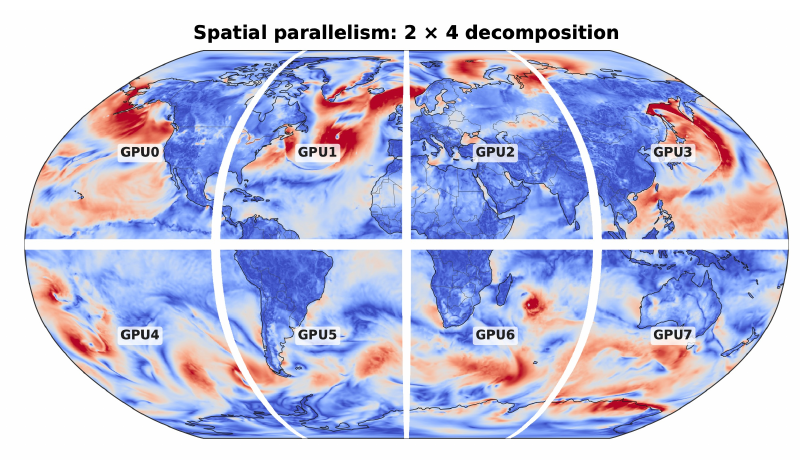 Spatial parallelism: 2 × 4 decomposition
GPU0
GPU1
GPU2
GPU3
GPU4
GPU5
GPU6
GPU7